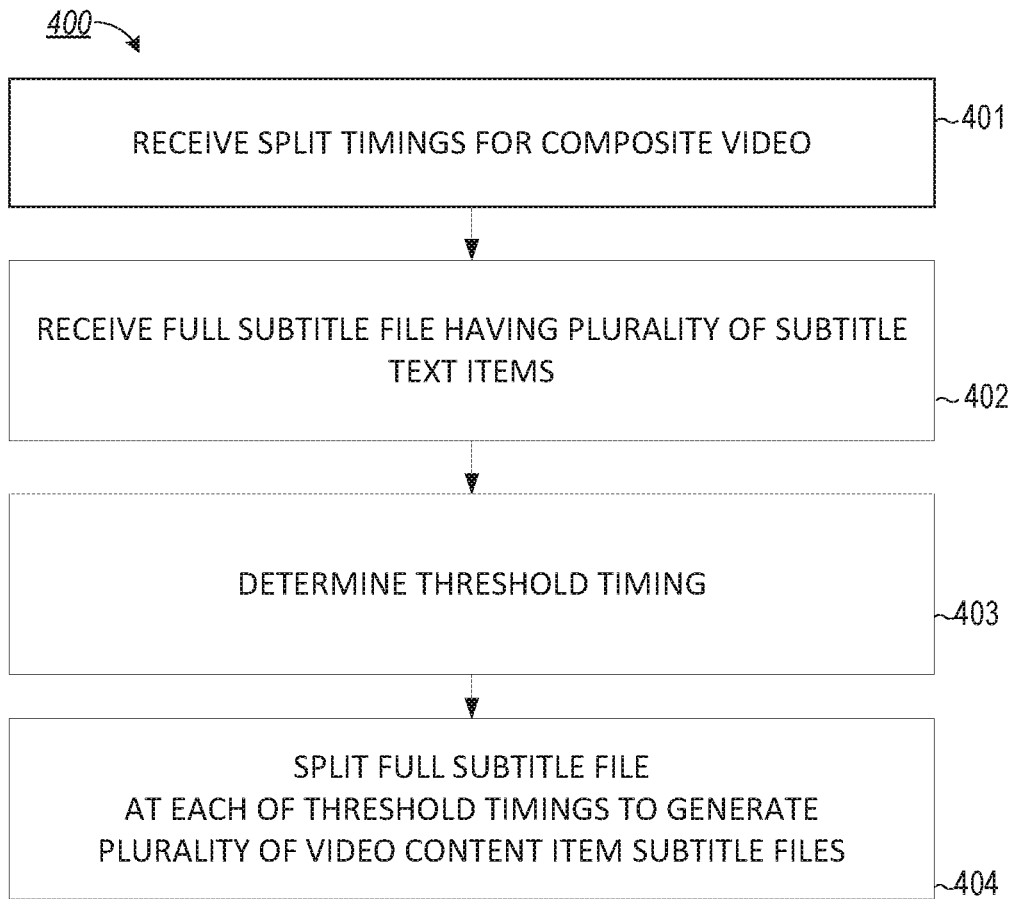 400
RECEIVE SPLIT TIMINGS FOR COMPOSITE VIDEO
401
RECEIVE FULL SUBTITLE FILE HAVING PLURALITY OF SUBTITLE
TEXT ITEMS
402
DETERMINE THRESHOLD TIMING
403
SPLIT FULL SUBTITLE FILE
AT EACH OF THRESHOLD TIMINGS TO GENERATE
PLURALITY OF VIDEO CONTENT ITEM SUBTITLE FILES
404